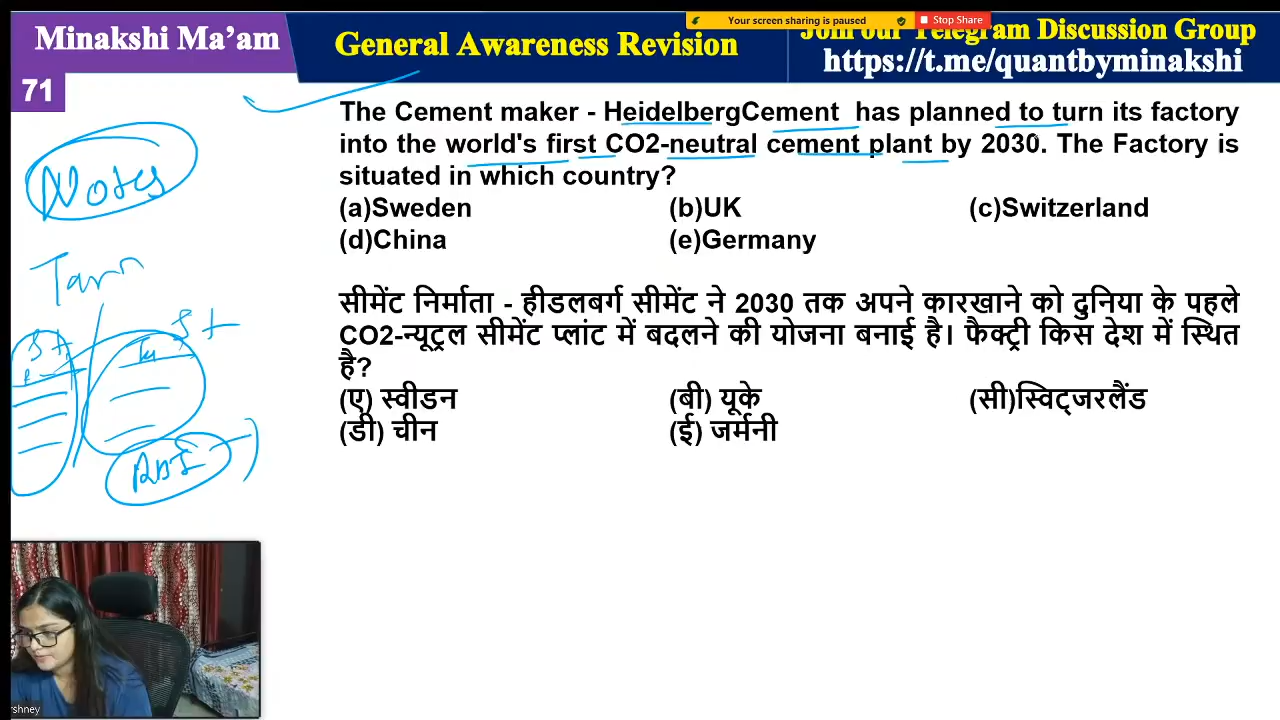 Your screen sharing is paused
Stop Share
Minakshi Ma'am
General Awareness Revision
Join our Telegram Discussion Group
https://t.me/quantbyminakshi
71
The Cement maker - HeidelbergCement has planned to turn its factory
into the world's first CO2-neutral cement plant by 2030. The Factory is
situated in which country?
(a)Sweden (b)UK (c)Switzerland
(d)China (e)Germany
सीमेंट निर्माता - हीडलबर्ग सीमेंट ने 2030 तक अपने कारखाने को दुनिया के पहले
CO2-न्यूट्रल सीमेंट प्लांट में बदलने की योजना बनाई है। फैक्ट्री किस देश में स्थित
है?
(ए) स्वीडन (बी) यूके (सी)स्विट्जरलैंड
(डी) चीन (ई) जर्मनी
Notes
rshney